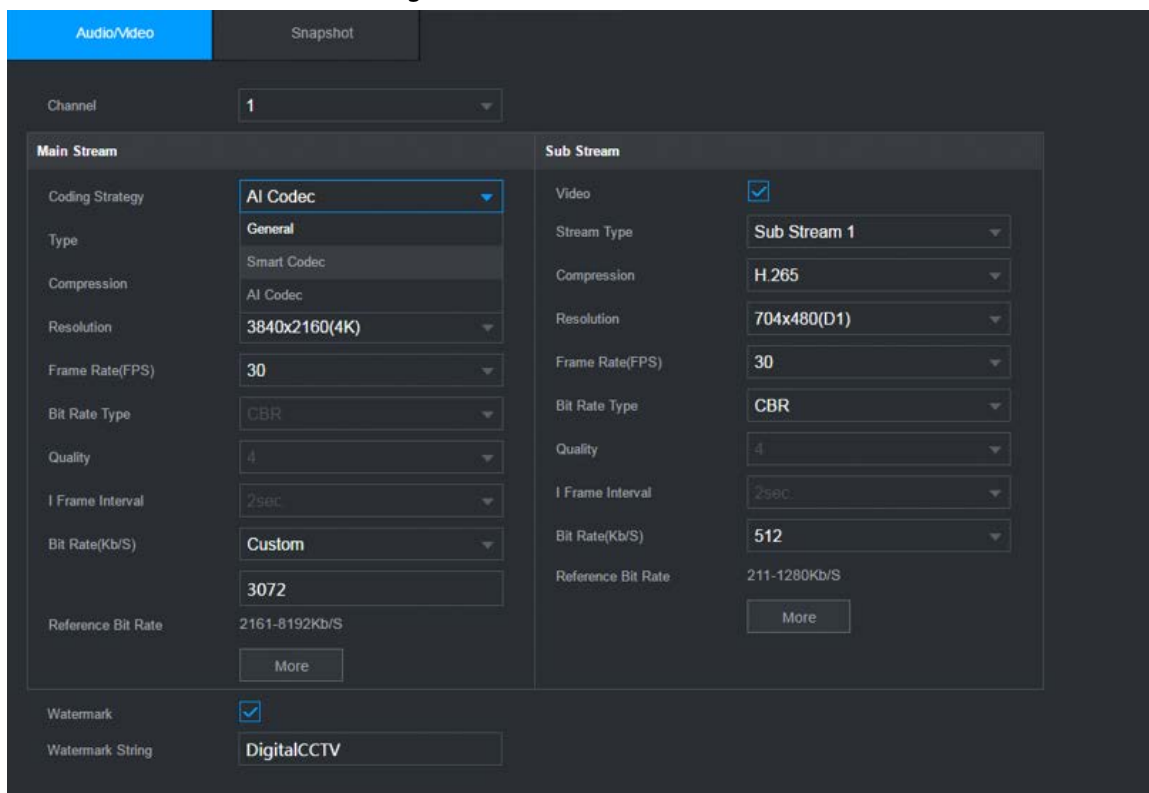 Audio/Video Snapshot
Channel 1
Main Stream
Coding Strategy AI Codec
General
Type
Smart Codec
Compression
AI Codec
Resolution 3840x2160(4K)
Frame Rate(FPS) 30
Bit Rate Type CBR
Quality 4
I Frame Interval 2sec.
Bit Rate(Kb/S) Custom
3072
Reference Bit Rate 2161-8192Kb/S
More
Sub Stream
Video
Stream Type Sub Stream 1
Compression H.265
Resolution 704x480(D1)
Frame Rate(FPS) 30
Bit Rate Type CBR
Quality 4
I Frame Interval 2sec.
Bit Rate(Kb/S) 512
Reference Bit Rate 211-1280Kb/S
More
Watermark
Watermark String DigitalCCTV